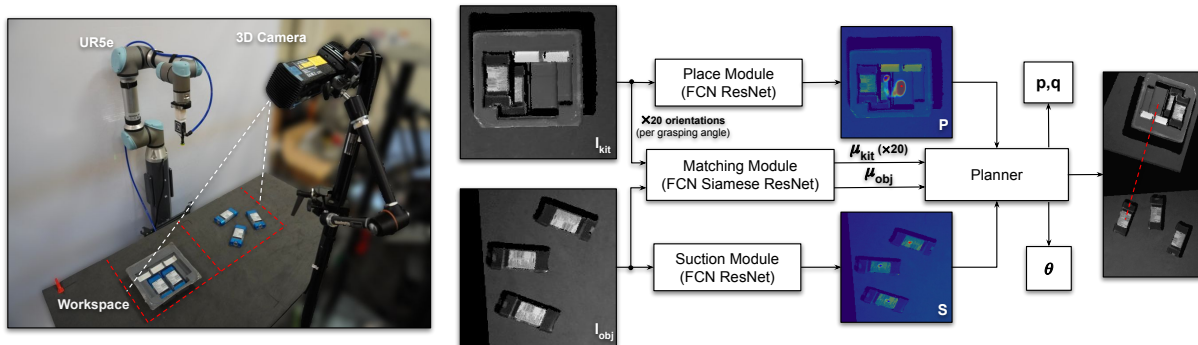 UR5e
3D Camera
Workspace
I_kit
×20 orientations
(per grasping angle)
I_obj
Place Module
(FCN ResNet)
Matching Module
(FCN Siamese ResNet)
Suction Module
(FCN ResNet)
P
μ_kit (×20)
μ_obj
S
p,q
Planner
θ